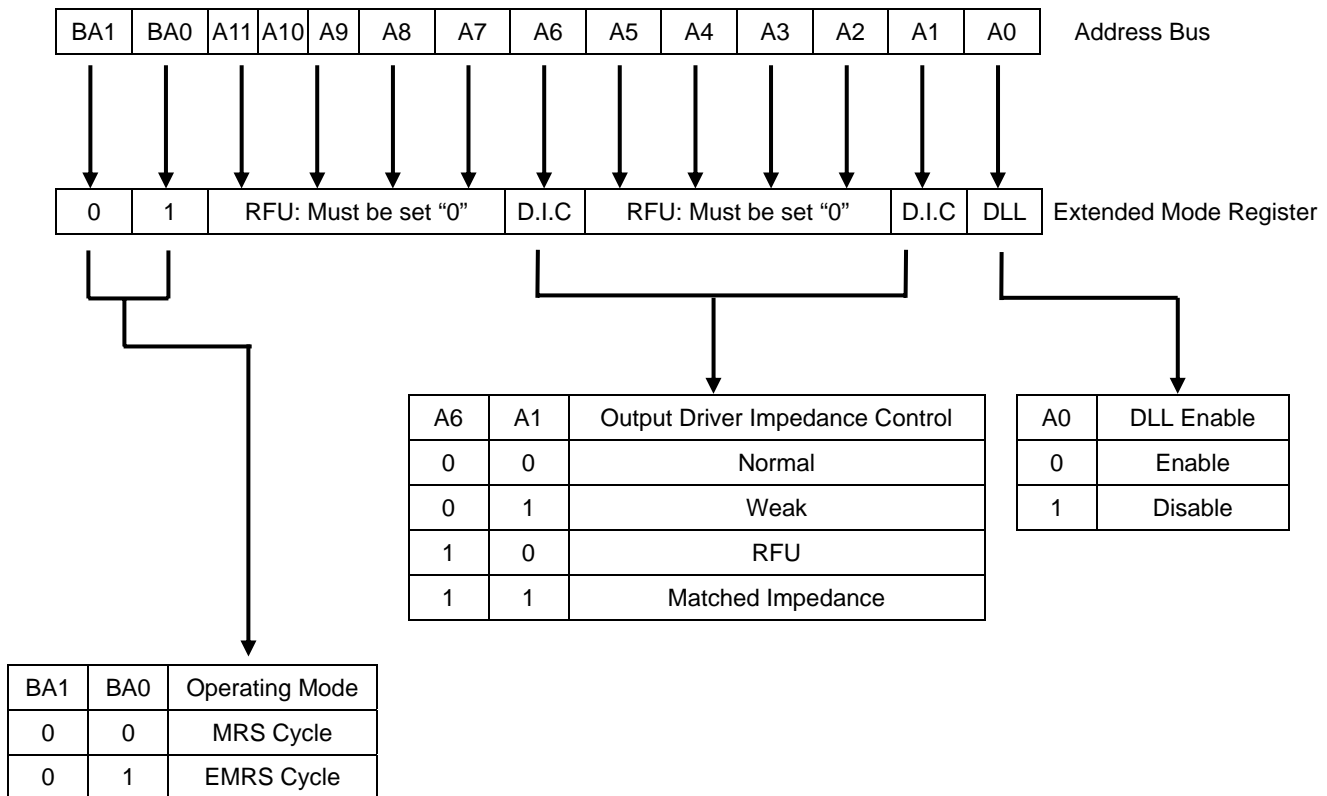 BA1 BA0 A11 A10 A9 A8 A7 A6 A5 A4 A3 A2 A1 A0 Address Bus
0 1 RFU: Must be set “0” D.I.C RFU: Must be set “0” D.I.C DLL Extended Mode Register
A6 A1 Output Driver Impedance Control
0 0 Normal
0 1 Weak
1 0 RFU
1 1 Matched Impedance
A0 DLL Enable
0 Enable
1 Disable
BA1 BA0 Operating Mode
0 0 MRS Cycle
0 1 EMRS Cycle